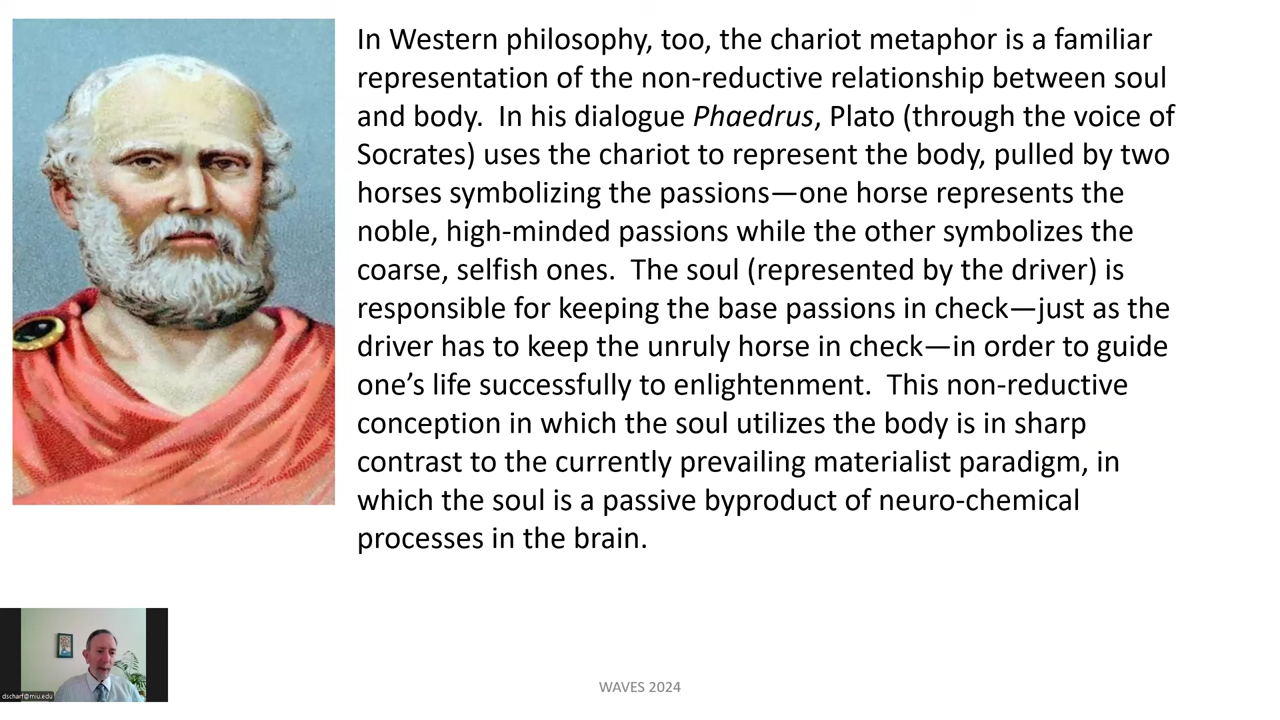 In Western philosophy, too, the chariot metaphor is a familiar
representation of the non-reductive relationship between soul
and body.  In his dialogue Phaedrus, Plato (through the voice of
Socrates) uses the chariot to represent the body, pulled by two
horses symbolizing the passions—one horse represents the
noble, high-minded passions while the other symbolizes the
coarse, selfish ones.  The soul (represented by the driver) is
responsible for keeping the base passions in check—just as the
driver has to keep the unruly horse in check—in order to guide
one’s life successfully to enlightenment.  This non-reductive
conception in which the soul utilizes the body is in sharp
contrast to the currently prevailing materialist paradigm, in
which the soul is a passive byproduct of neuro-chemical
processes in the brain.
dscharf@miu.edu
WAVES 2024